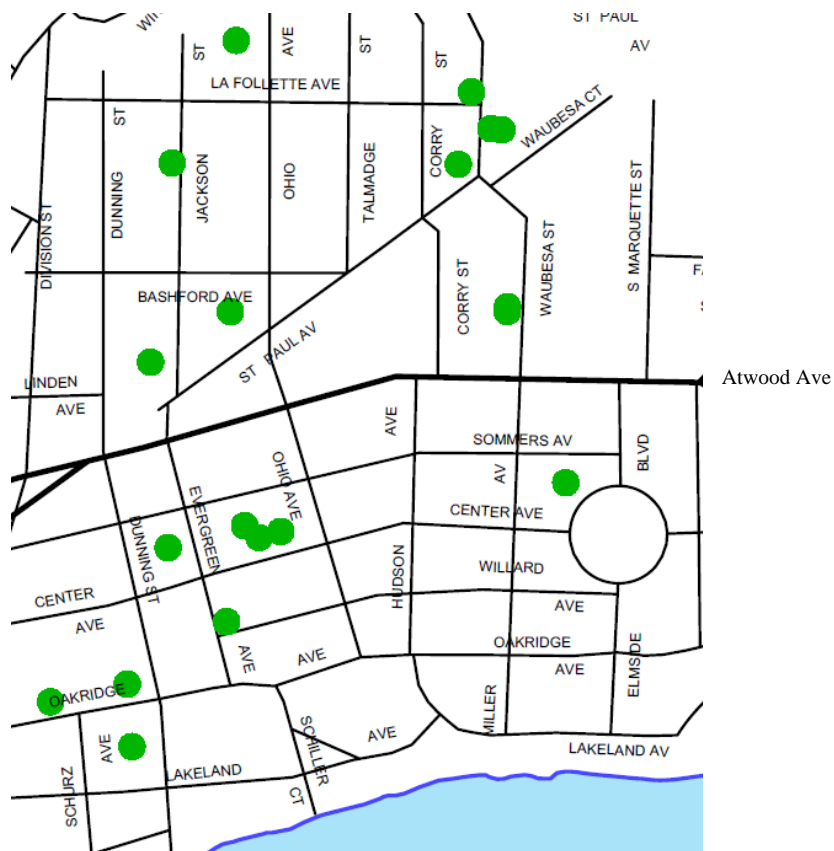 ST PAUL
AV
WIN
ST
AVE
ST
ST
LA FOLLETTE AVE
WAUBESA CT
ST
DUNNING
JACKSON
OHIO
TALMADGE
CORRY
DIVISION ST
S MARQUETTE ST
WAUBESA ST
CORRY ST
FA
S
BASHFORD AVE
ST PAUL AV
LINDEN
AVE
Atwood Ave
AVE
SOMMERS AV
BLVD
AV
OHIO AVE
EVERGREEN
CENTER AVE
DUNNING ST
HUDSON
WILLARD
CENTER
AVE
AVE
OAKRIDGE
AVE
AVE
AVE
ELMSIDE
OAKRIDGE
MILLER
AVE
SCHILLER
AVE
LAKELAND AV
SCHURZ
LAKELAND
CT